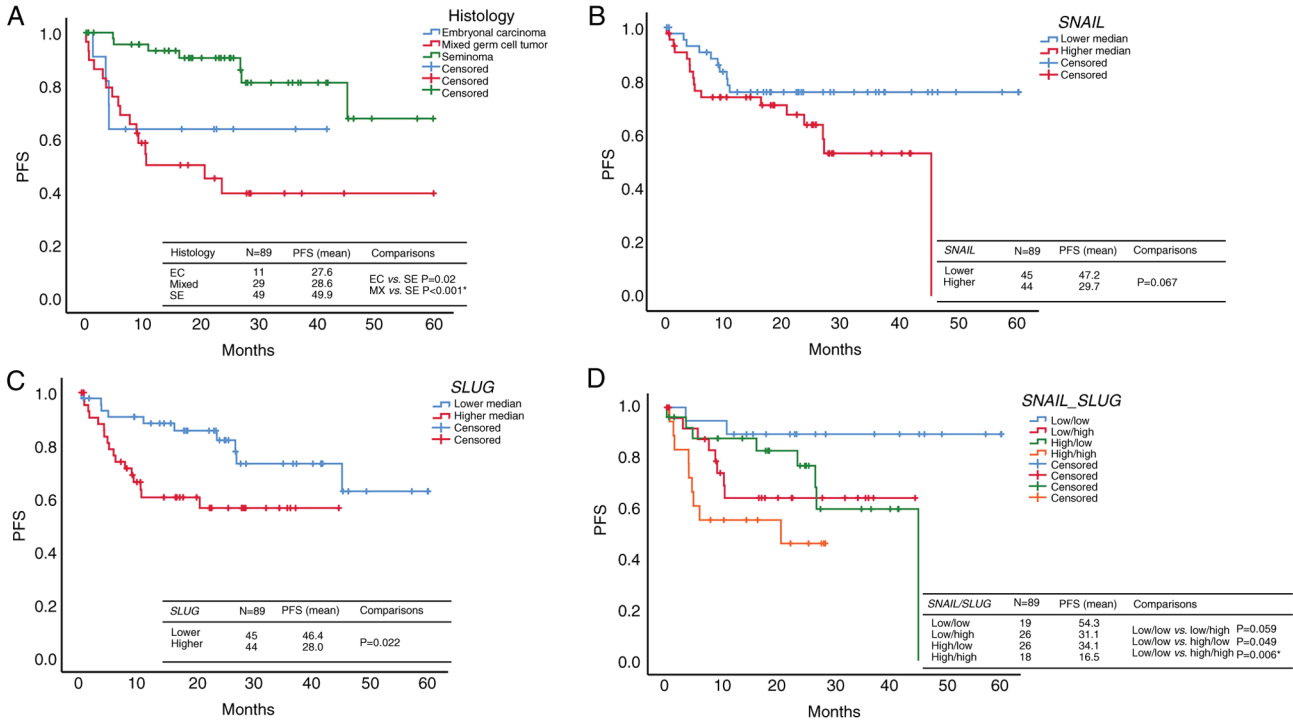 A
Histology
Embryonal carcinoma
Mixed germ cell tumor
Seminoma
Censored
Censored
Censored
1.0
0.8
0.6
0.4
0.2
0.0
PFS
Histology N=89 PFS (mean) Comparisons
EC 11 27.6
EC vs. SE P=0.02
Mixed 29 28.6
MX vs. SE P<0.001*
SE 49 49.9
0 10 20 30 40 50 60
Months
B
SNAIL
Lower median
Higher median
Censored
Censored
1.0
0.8
0.6
0.4
0.2
0.0
PFS
SNAIL N=89 PFS (mean) Comparisons
Lower 45 47.2
P=0.067
Higher 44 29.7
0 10 20 30 40 50 60
Months
C
SLUG
Lower median
Higher median
Censored
Censored
1.0
0.8
0.6
0.4
0.2
0.0
PFS
SLUG N=89 PFS (mean) Comparisons
Lower 45 46.4
P=0.022
Higher 44 28.0
0 10 20 30 40 50 60
Months
D
SNAIL_SLUG
Low/low
Low/high
High/low
High/high
Censored
Censored
Censored
Censored
1.0
0.8
0.6
0.4
0.2
0.0
PFS
SNAIL/SLUG N=89 PFS (mean) Comparisons
Low/low 19 54.3
Low/low vs. low/high P=0.059
Low/high 26 31.1
Low/low vs. high/low P=0.049
High/low 26 34.1
Low/low vs. high/high P=0.006*
High/high 18 16.5
0 10 20 30 40 50 60
Months